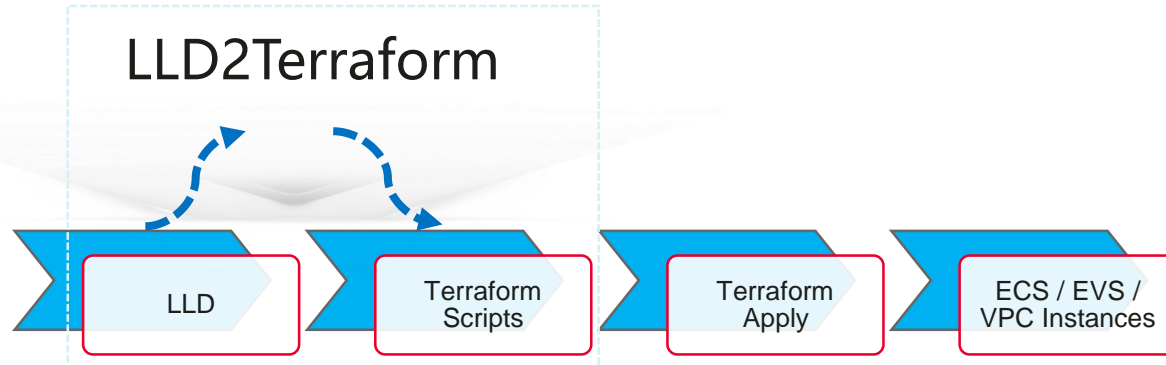 LLD2Terraform
LLD
Terraform
Scripts
Terraform
Apply
ECS / EVS /
VPC Instances